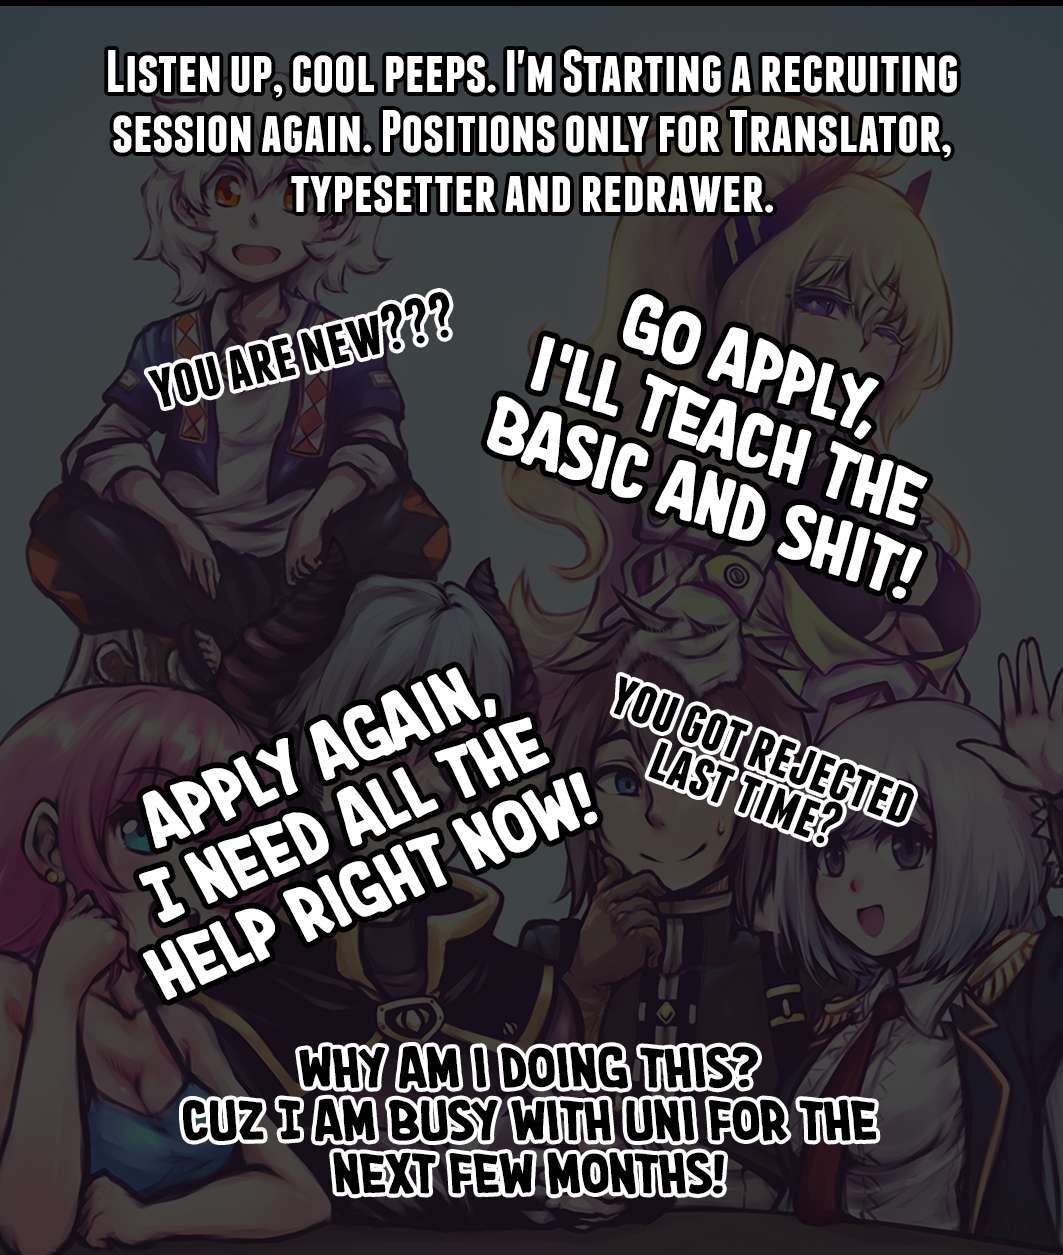 Listen up, cool peeps. I'm Starting a recruiting
session again. Positions only for Translator,
typesetter and redrawer.
YOU ARE NEW???
GO APPLY,
I'LL TEACH THE
BASIC AND SHIT!
YOU GOT REJECTED
LAST TIME?
APPLY AGAIN,
I NEED ALL THE
HELP RIGHT NOW!
WHY AM I DOING THIS?
CUZ I AM BUSY WITH UNI FOR THE
NEXT FEW MONTHS!